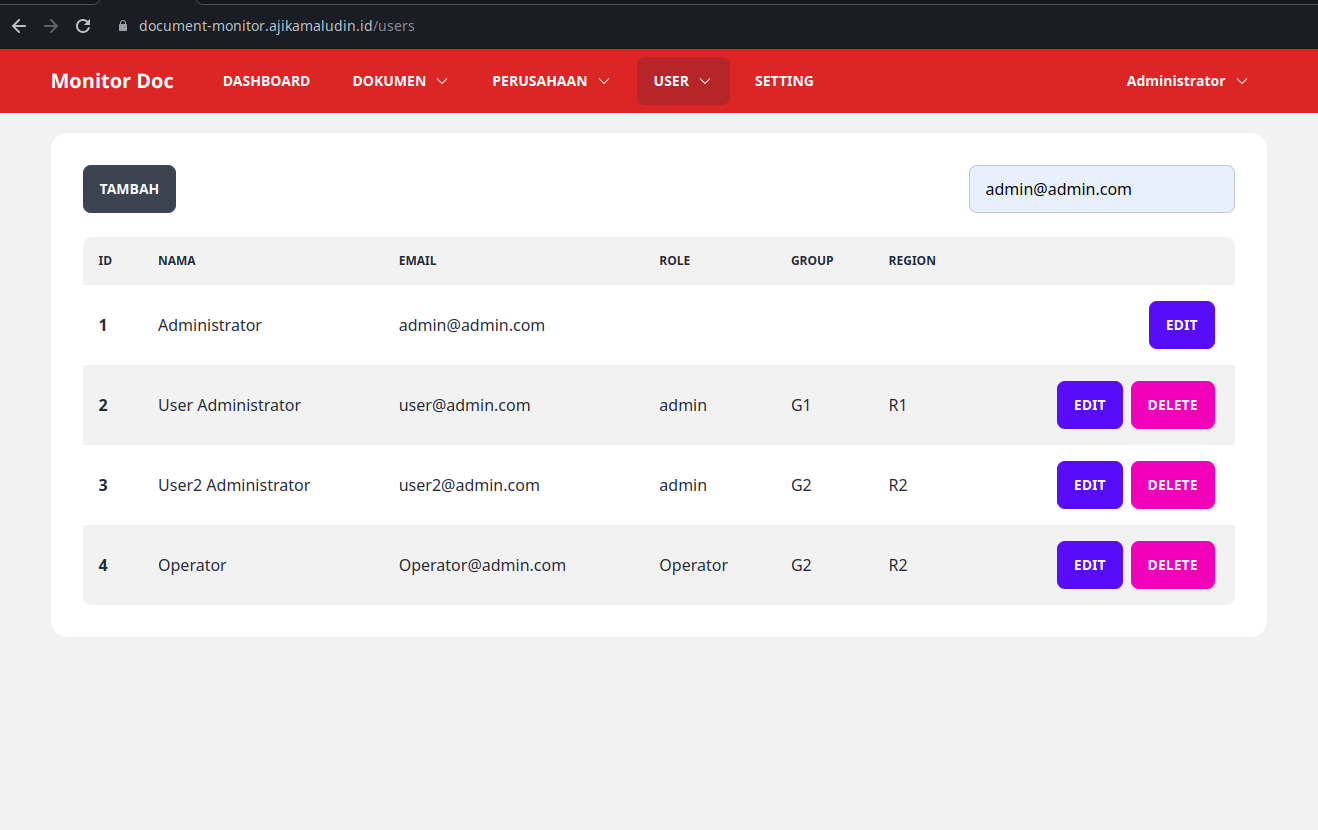 document-monitor.ajikamaludin.id/users
Monitor Doc DASHBOARD DOKUMEN PERUSAHAAN USER SETTING Administrator
TAMBAH admin@admin.com
ID NAMA EMAIL ROLE GROUP REGION
1 Administrator admin@admin.com EDIT
2 User Administrator user@admin.com admin G1 R1 EDIT DELETE
3 User2 Administrator user2@admin.com admin G2 R2 EDIT DELETE
4 Operator Operator@admin.com Operator G2 R2 EDIT DELETE